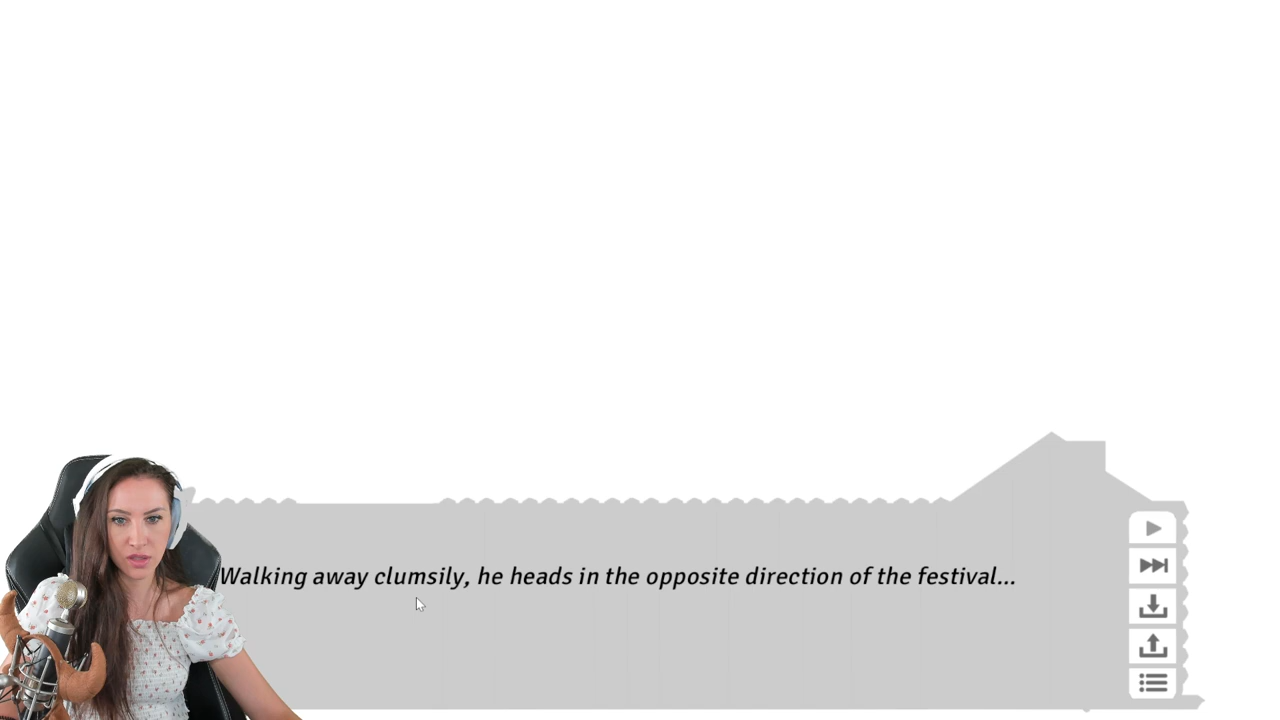 Walking away clumsily, he heads in the opposite direction of the festival...